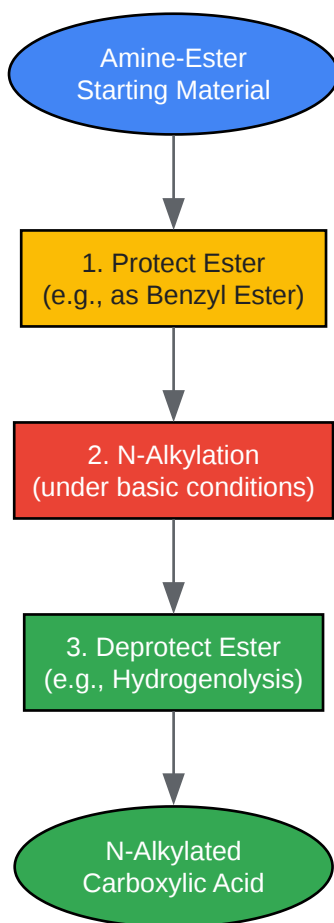 Amine-Ester
Starting Material
1. Protect Ester
(e.g., as Benzyl Ester)
2. N-Alkylation
(under basic conditions)
3. Deprotect Ester
(e.g., Hydrogenolysis)
N-Alkylated
Carboxylic Acid